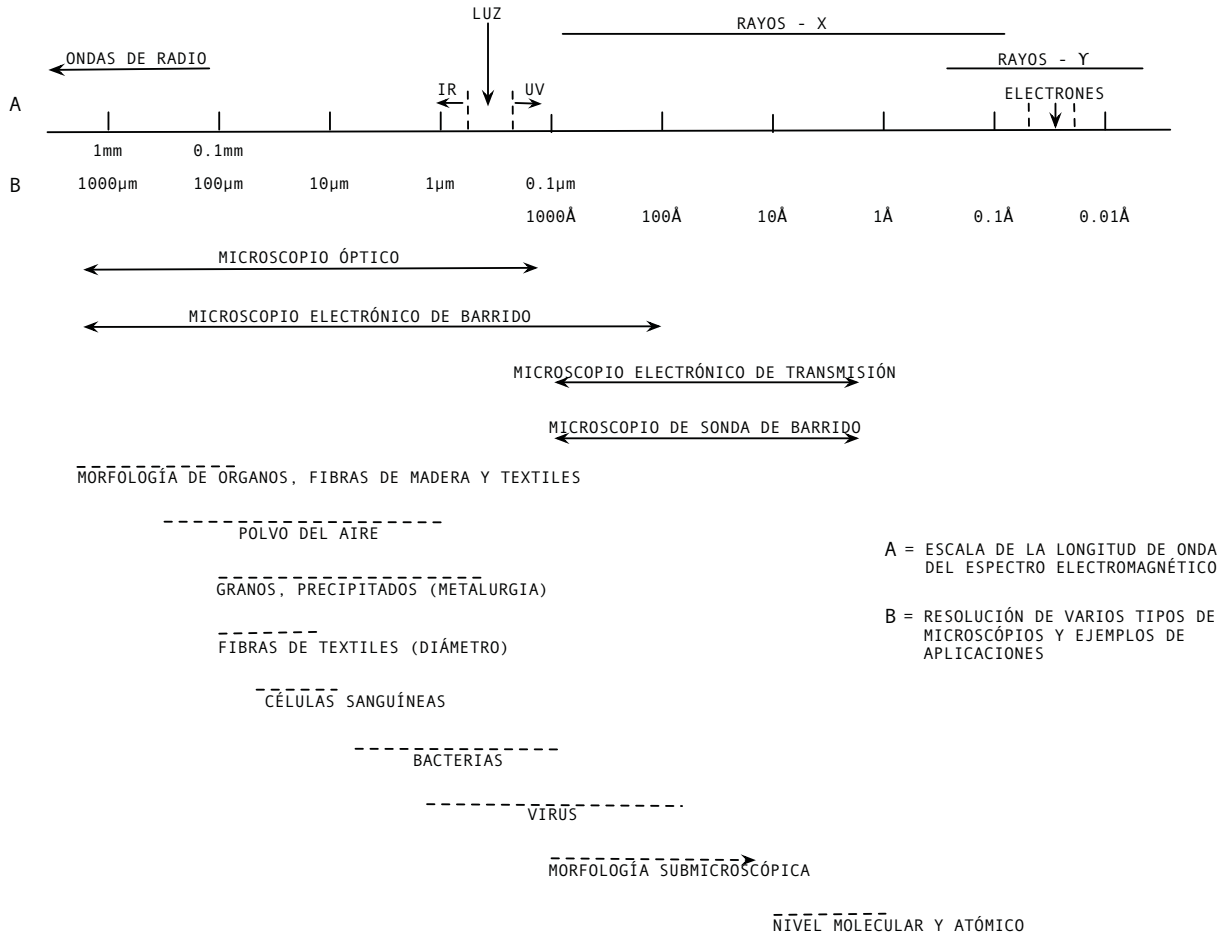 LUZ
RAYOS - X
ONDAS DE RADIO
RAYOS - ϒ
IR
UV
ELECTRONES
A
1mm 0.1mm
B 1000µm 100µm 10µm 1µm 0.1µm
1000Å 100Å 10Å 1Å 0.1Å 0.01Å
MICROSCOPIO ÓPTICO
MICROSCOPIO ELECTRÓNICO DE BARRIDO
MICROSCOPIO ELECTRÓNICO DE TRANSMISIÓN
MICROSCOPIO DE SONDA DE BARRIDO
MORFOLOGÍA DE ORGANOS, FIBRAS DE MADERA Y TEXTILES
POLVO DEL AIRE
GRANOS, PRECIPITADOS (METALURGIA)
FIBRAS DE TEXTILES (DIÁMETRO)
CÉLULAS SANGUÍNEAS
BACTERIAS
VIRUS
MORFOLOGÍA SUBMICROSCÓPICA
NIVEL MOLECULAR Y ATÓMICO
A = ESCALA DE LA LONGITUD DE ONDA
DEL ESPECTRO ELECTROMAGNÉTICO
B = RESOLUCIÓN DE VARIOS TIPOS DE
MICROSCÓPIOS Y EJEMPLOS DE
APLICACIONES